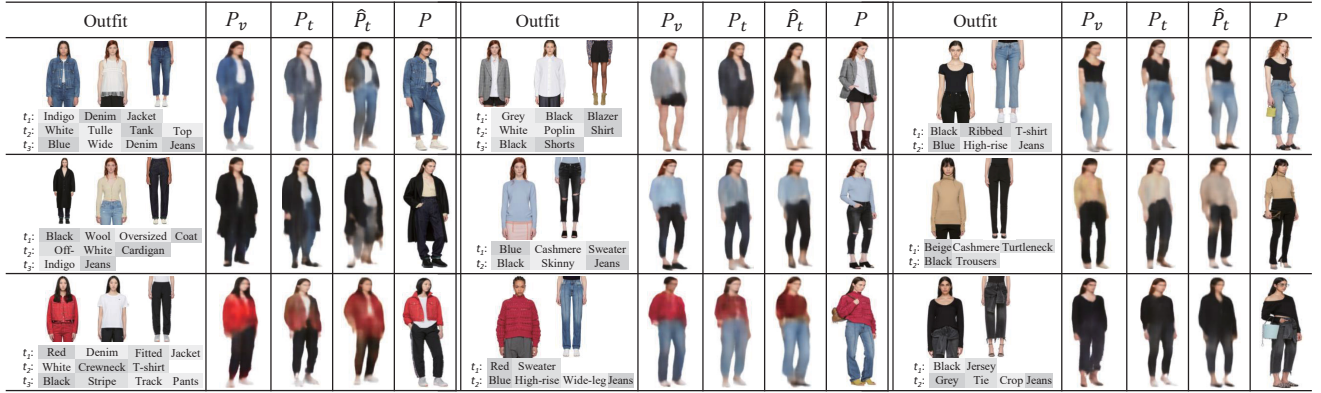 Outfit P_v P_t P̂_t P Outfit P_v P_t P̂_t P Outfit P_v P_t P̂_t P
t₁: Indigo Denim Jacket
t₂: White Tulle Tank Top
t₃: Blue Wide Denim Jeans
t₁: Grey Black Blazer
t₂: White Poplin Shirt
t₃: Black Shorts
t₁: Black Ribbed T-shirt
t₂: Blue High-rise Jeans
t₁: Black Wool Oversized Coat
t₂: Off- White Cardigan
t₃: Indigo Jeans
t₁: Blue Cashmere Sweater
t₂: Black Skinny Jeans
t₁: Beige Cashmere Turtleneck
t₂: Black Trousers
t₁: Red Denim Fitted Jacket
t₂: White Crewneck T-shirt
t₃: Black Stripe Track Pants
t₁: Red Sweater
t₂: Blue High-rise Wide-leg Jeans
t₁: Black Jersey
t₂: Grey Tie Crop Jeans